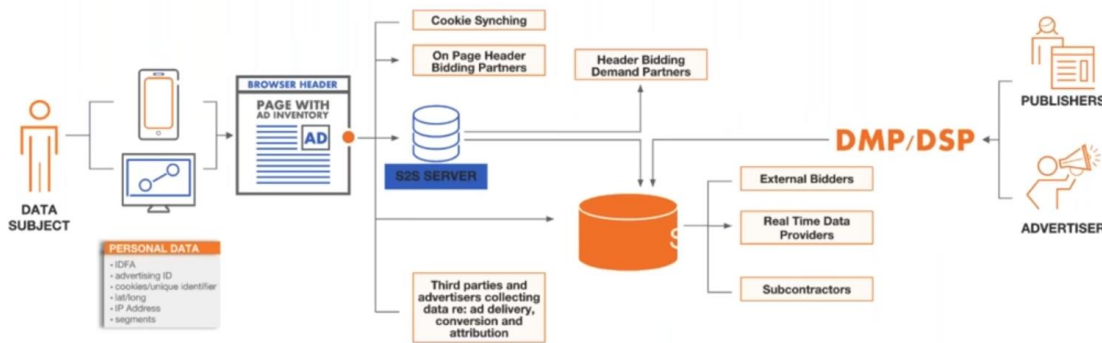 DATA
SUBJECT
PERSONAL DATA
- IDFA
- advertising ID
- cookies/unique identifier
- lat/long
- IP Address
- segments
BROWSER HEADER
PAGE WITH
AD INVENTORY
AD
Cookie Synching
On Page Header
Bidding Partners
S2S SERVER
Third parties and
advertisers collecting
data re: ad delivery,
conversion and
attribution
Header Bidding
Demand Partners
S
External Bidders
Real Time Data
Providers
Subcontractors
DMP/DSP
PUBLISHERS
ADVERTISER